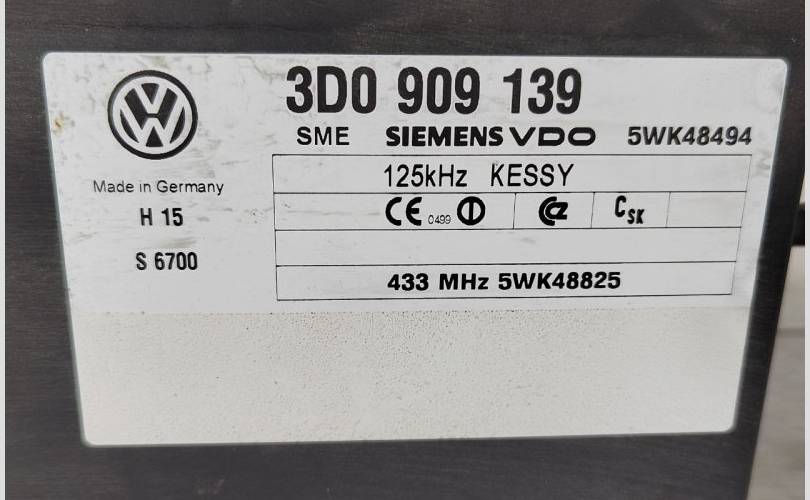 3D0 909 139
SME SIEMENS VDO 5WK48494
Made in Germany
125kHz KESSY
H 15
CE 0499
CSK
S 6700
433 MHz 5WK48825